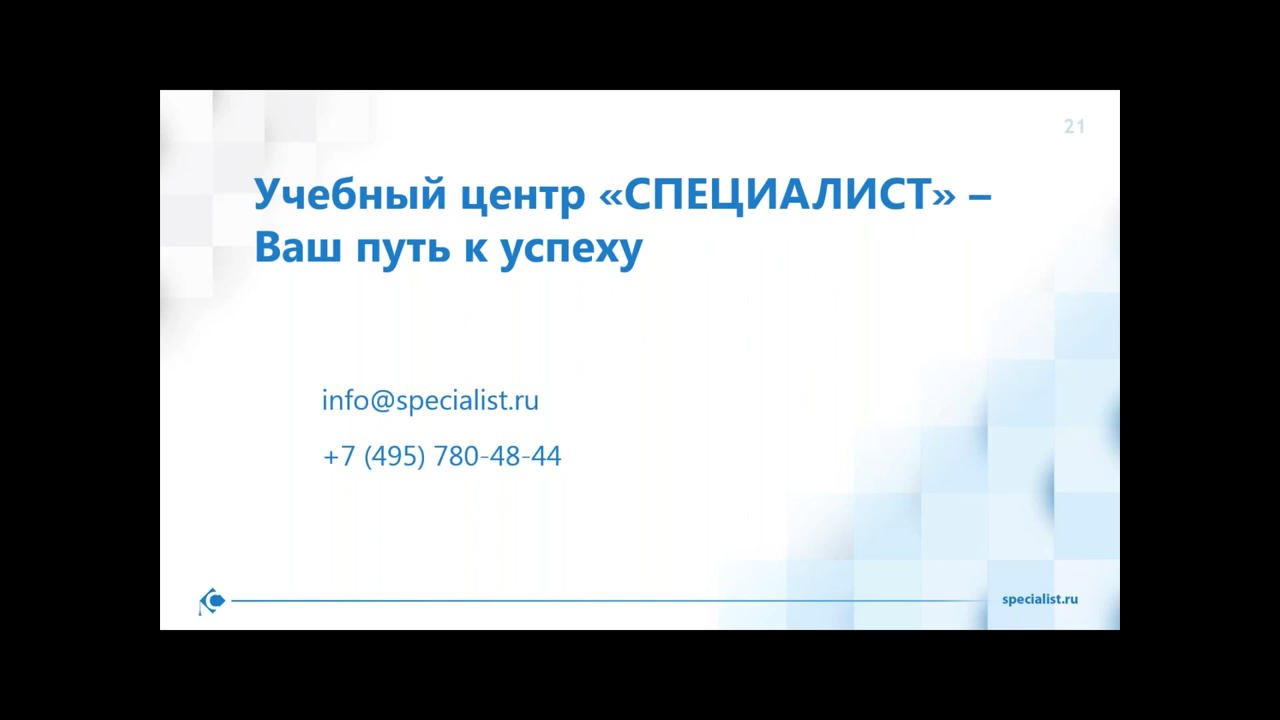 21
Учебный центр «СПЕЦИАЛИСТ» –
Ваш путь к успеху
info@specialist.ru
+7 (495) 780-48-44
specialist.ru